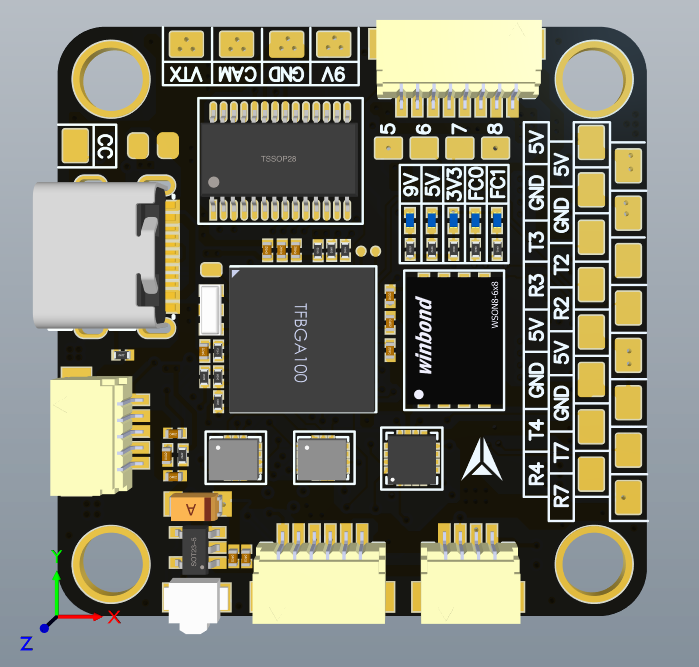 VTX CAM GND 9V
CC
TSSOP28
5 6 7 8
9V 5V 3V3 FC0 FC1
5V
5V
GND
GND
T3
T2
R3
R2
5V
5V
GND
GND
T4
T7
R4
R7
TFBGA100
winbond
WSON8-6x8
A
SOT23-6
Y
X
Z